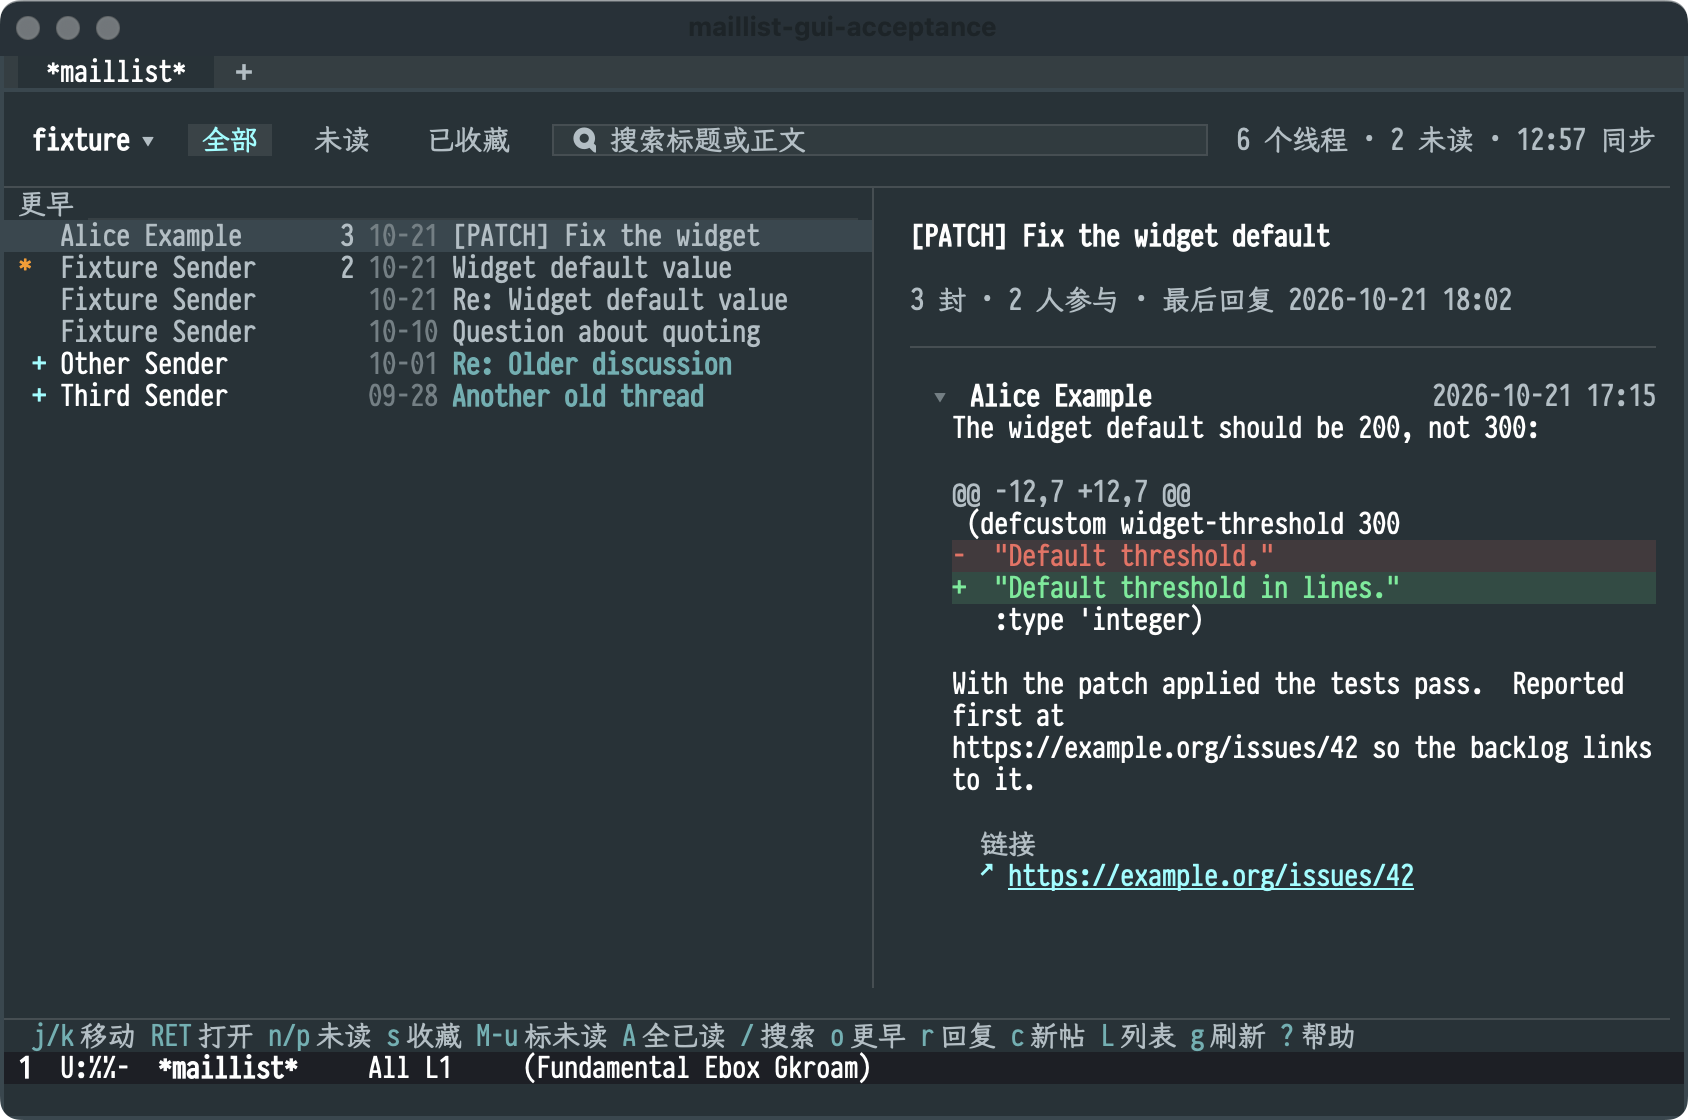 maillist-gui-acceptance
*maillist* +
fixture ▾ 全部 未读 已收藏 搜索标题或正文 6 个线程 · 2 未读 · 12:57 同步
更早
Alice Example 3 10-21 [PATCH] Fix the widget
* Fixture Sender 2 10-21 Widget default value
Fixture Sender 10-21 Re: Widget default value
Fixture Sender 10-10 Question about quoting
+ Other Sender 10-01 Re: Older discussion
+ Third Sender 09-28 Another old thread
[PATCH] Fix the widget default
3 封 · 2 人参与 · 最后回复 2026-10-21 18:02
▾ Alice Example 2026-10-21 17:15
The widget default should be 200, not 300:
@@ -12,7 +12,7 @@
(defcustom widget-threshold 300
-  "Default threshold."
+  "Default threshold in lines."
:type 'integer)
With the patch applied the tests pass.  Reported
first at
https://example.org/issues/42 so the backlog links
to it.
链接
↗ https://example.org/issues/42
j/k 移动 RET 打开 n/p 未读 s 收藏 M-u 标未读 A 全已读 / 搜索 o 更早 r 回复 c 新帖 L 列表 g 刷新 ? 帮助
1 U:%%- *maillist* All L1 (Fundamental Ebox Gkroam)